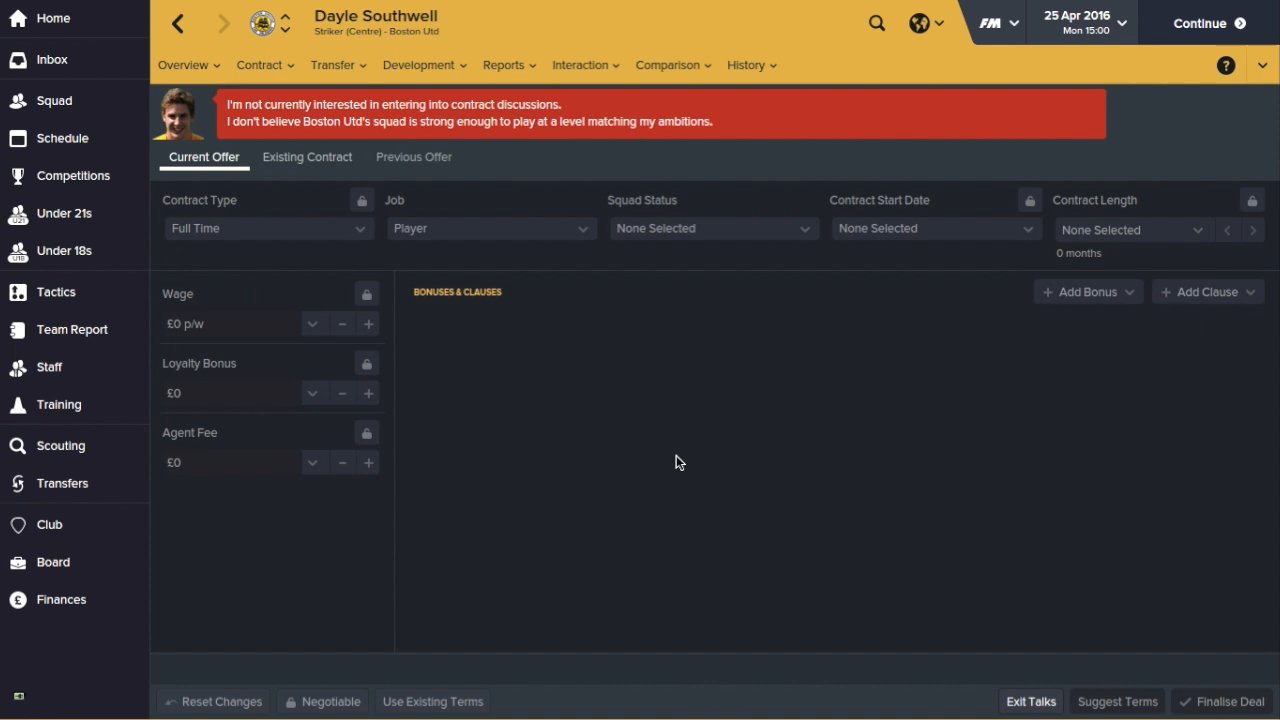 Home
Inbox
Squad
Schedule
Competitions
U21
Under 21s
U18
Under 18s
Tactics
Team Report
Staff
Training
Scouting
Transfers
Club
Board
£ Finances
Dayle Southwell
Striker (Centre) - Boston Utd
FM
25 Apr 2016
Mon 15:00
Continue
Overview Contract Transfer Development Reports Interaction Comparison History ?
I'm not currently interested in entering into contract discussions.
I don't believe Boston Utd's squad is strong enough to play at a level matching my ambitions.
Current Offer Existing Contract Previous Offer
Contract Type Job Squad Status Contract Start Date Contract Length
Full Time Player None Selected None Selected None Selected
0 months
Wage
£0 p/w
Loyalty Bonus
£0
Agent Fee
£0
BONUSES & CLAUSES
+ Add Bonus + Add Clause
Reset Changes Negotiable Use Existing Terms Exit Talks Suggest Terms Finalise Deal